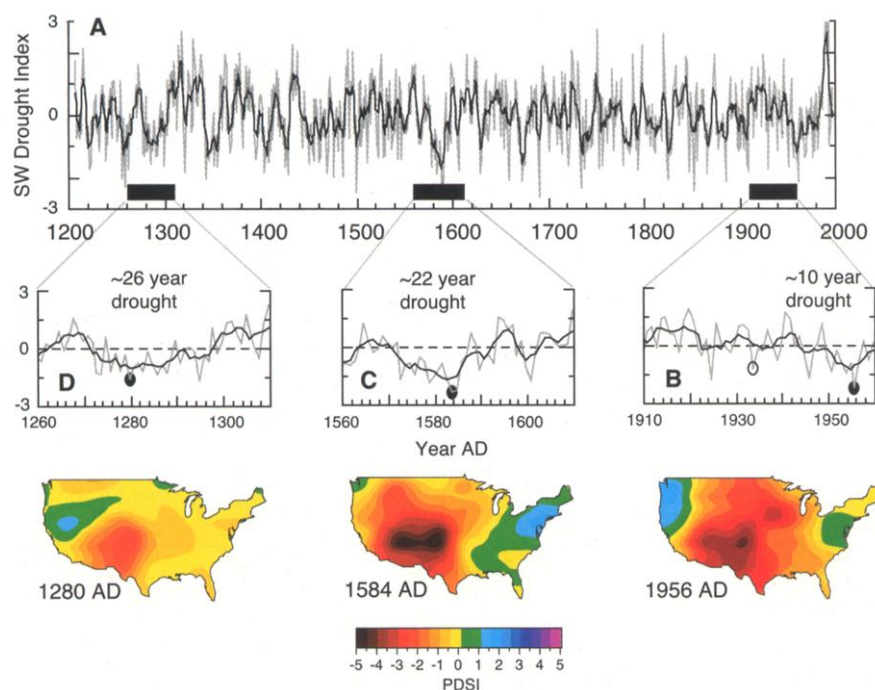 3
A
SW Drought Index
0
-3
1200 1300 1400 1500 1600 1700 1800 1900 2000
~26 year
drought
3
0
-3
D
1260 1280 1300
~22 year
drought
C
1560 1580 1600
~10 year
drought
B
1910 1930 1950
Year AD
1280 AD
1584 AD
1956 AD
-5 -4 -3 -2 -1 0 1 2 3 4 5
PDSI